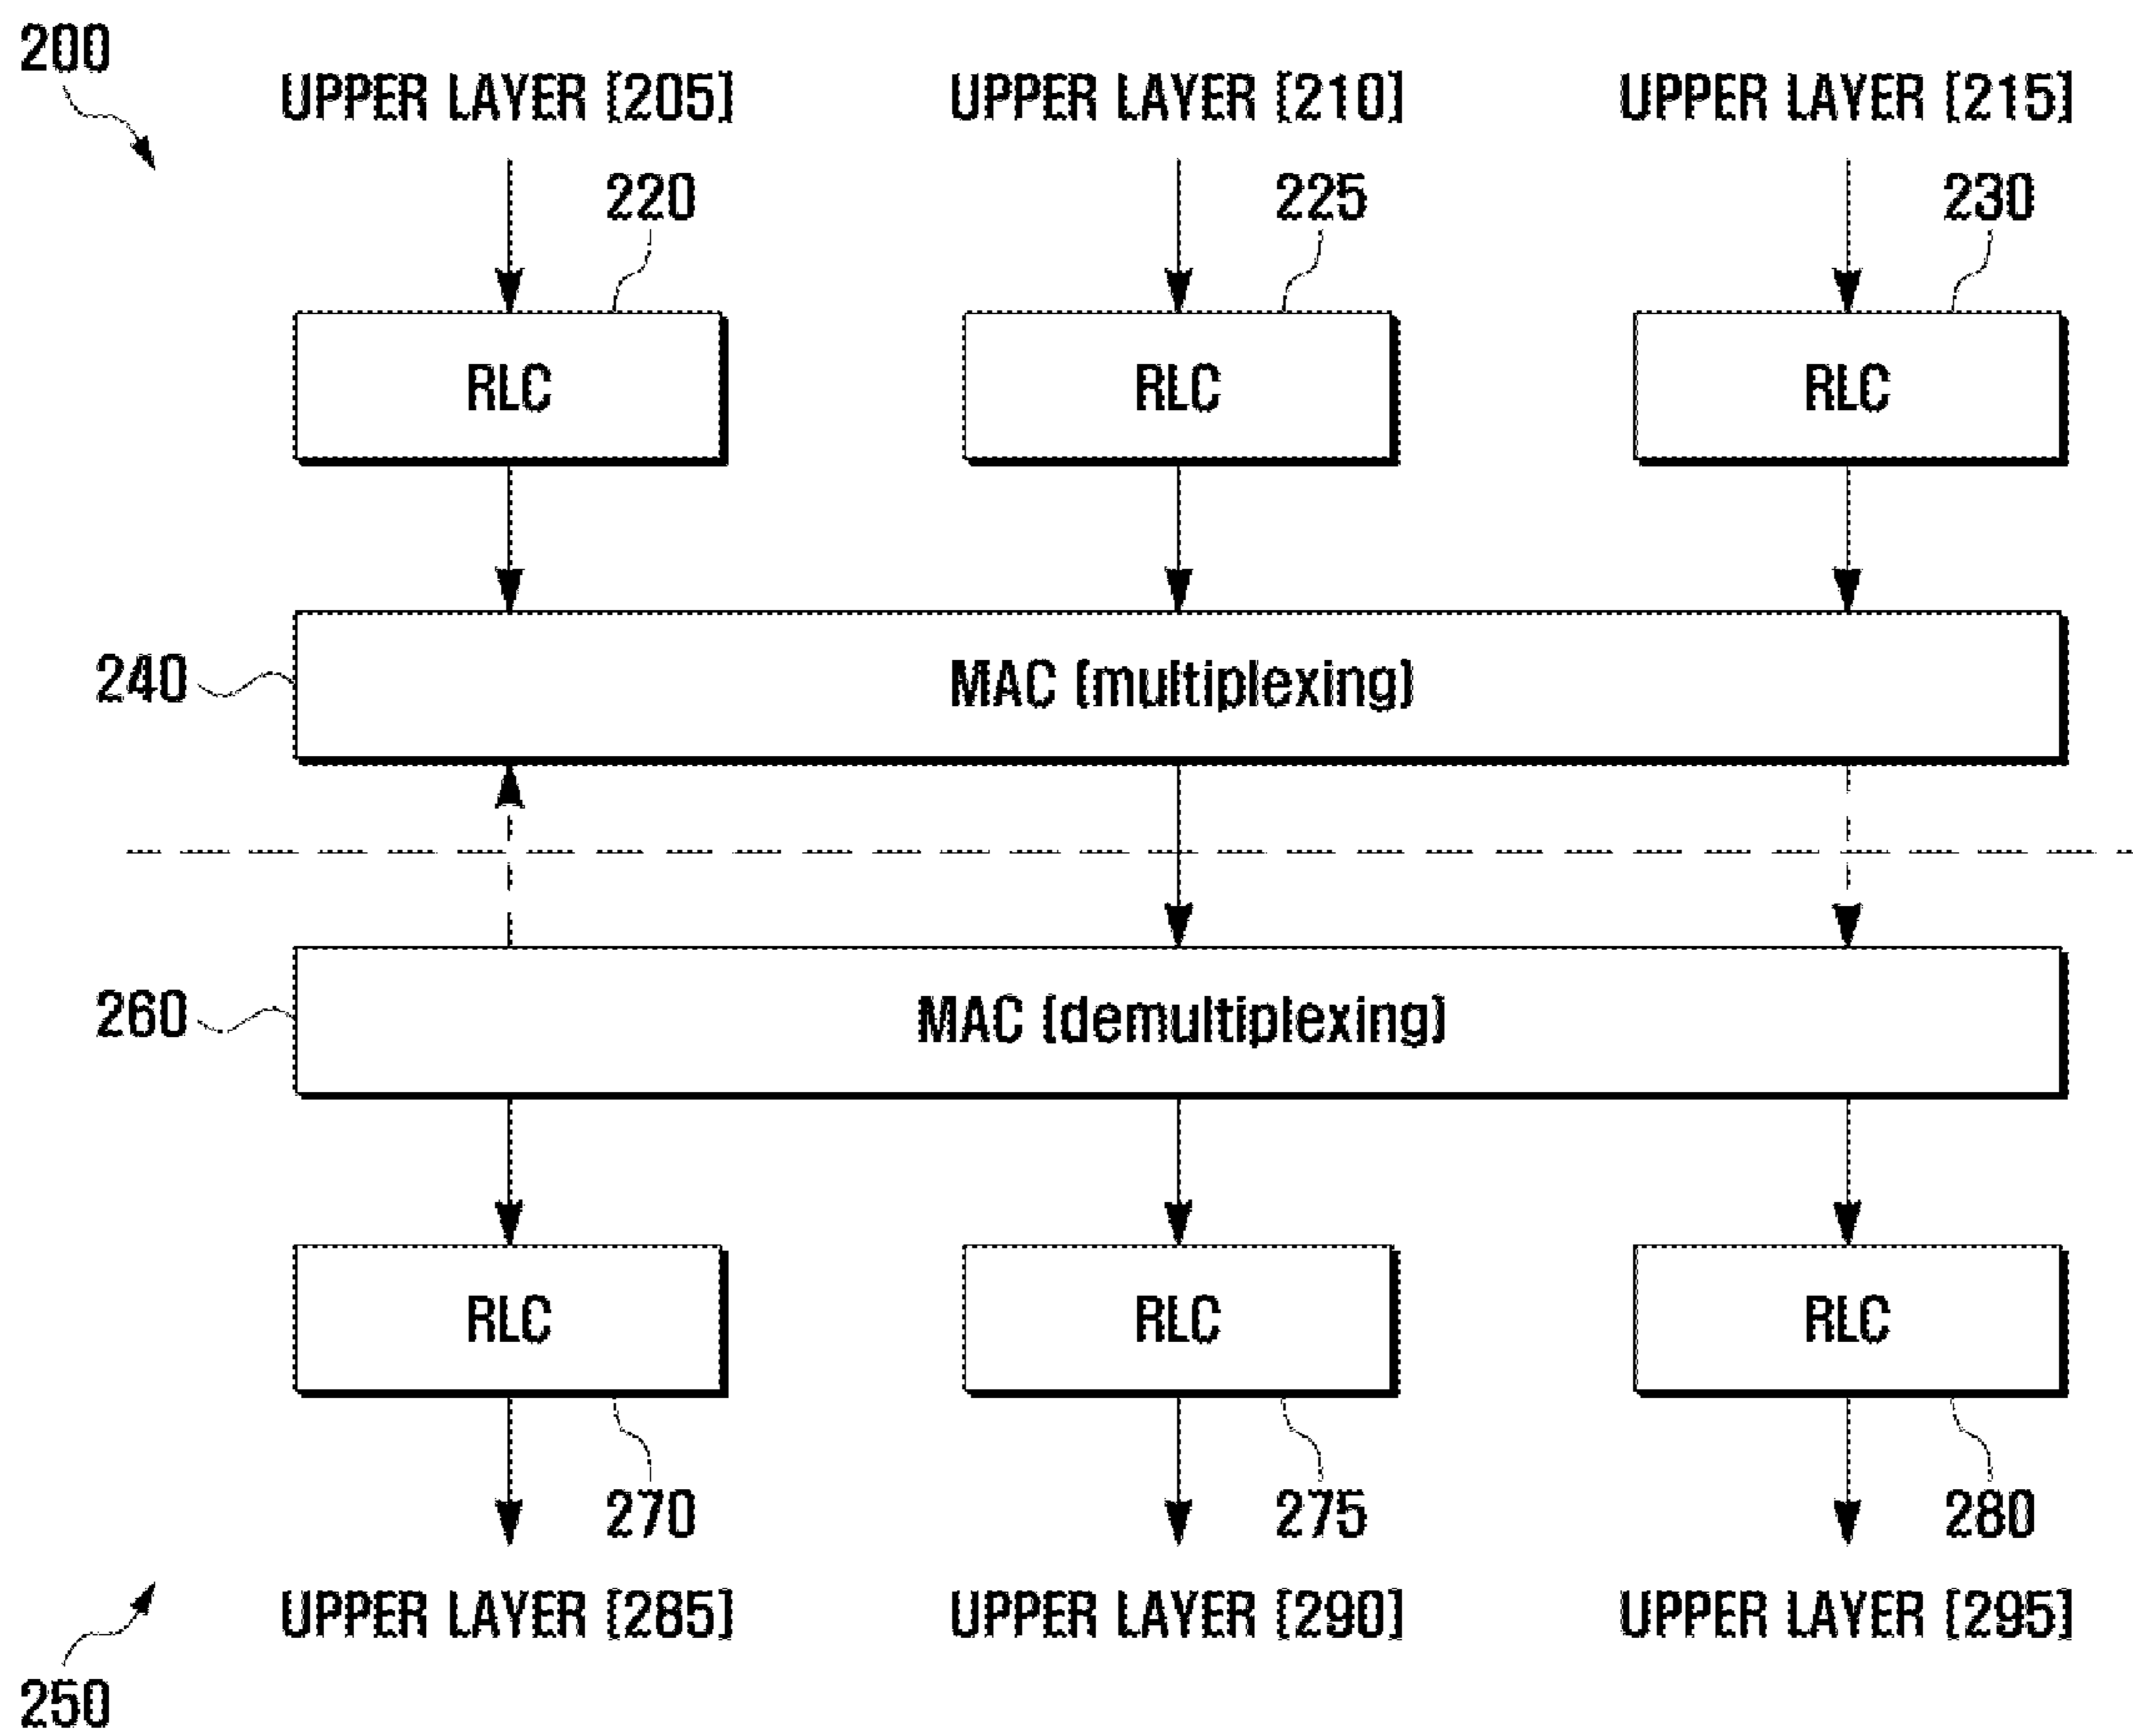 200
UPPER LAYER [205] UPPER LAYER [210] UPPER LAYER [215]
220 225 230
RLC RLC RLC
240 MAC (multiplexing)
260 MAC (demultiplexing)
RLC RLC RLC
270 275 280
UPPER LAYER [285] UPPER LAYER [290] UPPER LAYER [295]
250